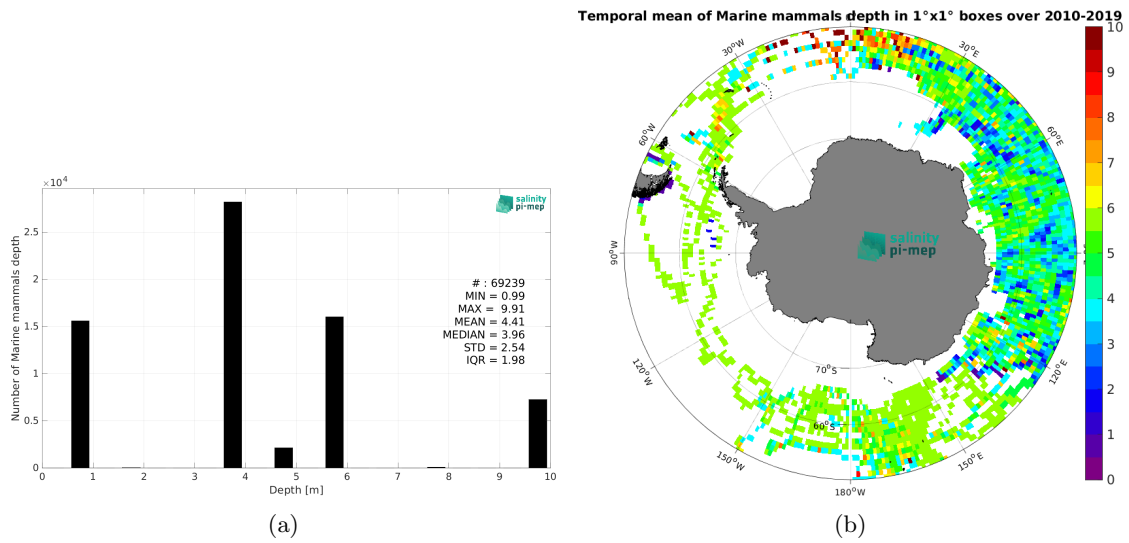 Temporal mean of Marine mammals depth in 1°x1° boxes over 2010-2019
×10⁴
2.5
2
1.5
1
0.5
0
0 1 2 3 4 5 6 7 8 9 10
Depth [m]
Number of Marine mammals depth
salinity
pi-mep
# : 69239
MIN = 0.99
MAX = 9.91
MEAN = 4.41
MEDIAN = 3.96
STD = 2.54
IQR = 1.98
(a)
30°W
30°E
60°W
60°E
90°W
120°W
120°E
150°W
150°E
180°W
70°S
60°S
salinity
pi-mep
10
9
8
7
6
5
4
3
2
1
0
(b)